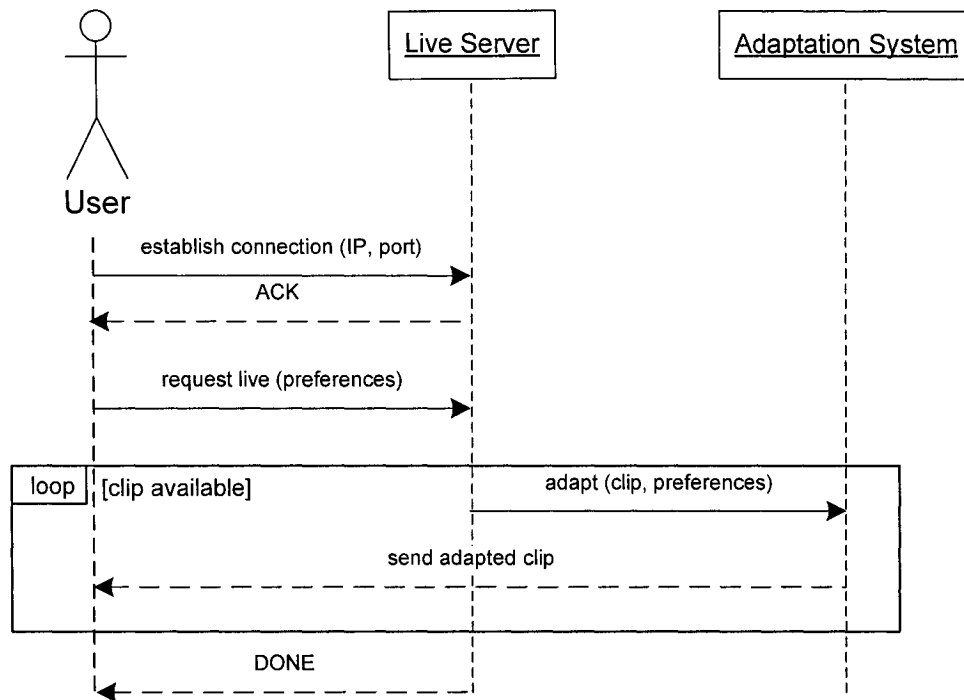 Live Server
Adaptation System
User
establish connection (IP, port)
ACK
request live (preferences)
loop
[clip available]
adapt (clip, preferences)
send adapted clip
DONE